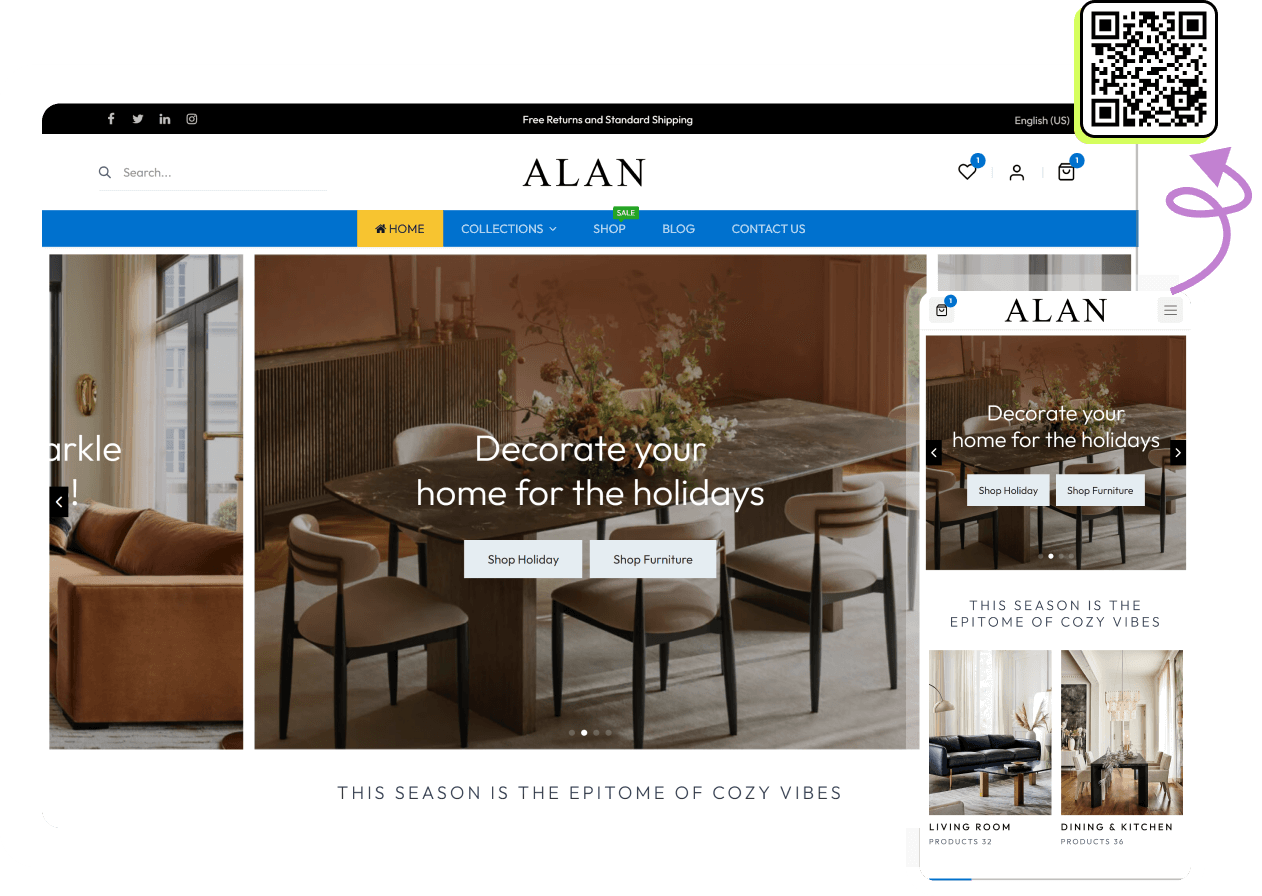 Free Returns and Standard Shipping
English (US)
Search...
ALAN
1
1
SALE
HOME
COLLECTIONS
SHOP
BLOG
CONTACT US
arkle
!
Decorate your
home for the holidays
Shop Holiday
Shop Furniture
THIS SEASON IS THE EPITOME OF COZY VIBES
1
ALAN
Decorate your
home for the holidays
Shop Holiday
Shop Furniture
THIS SEASON IS THE
EPITOME OF COZY VIBES
LIVING ROOM
PRODUCTS 32
DINING & KITCHEN
PRODUCTS 36